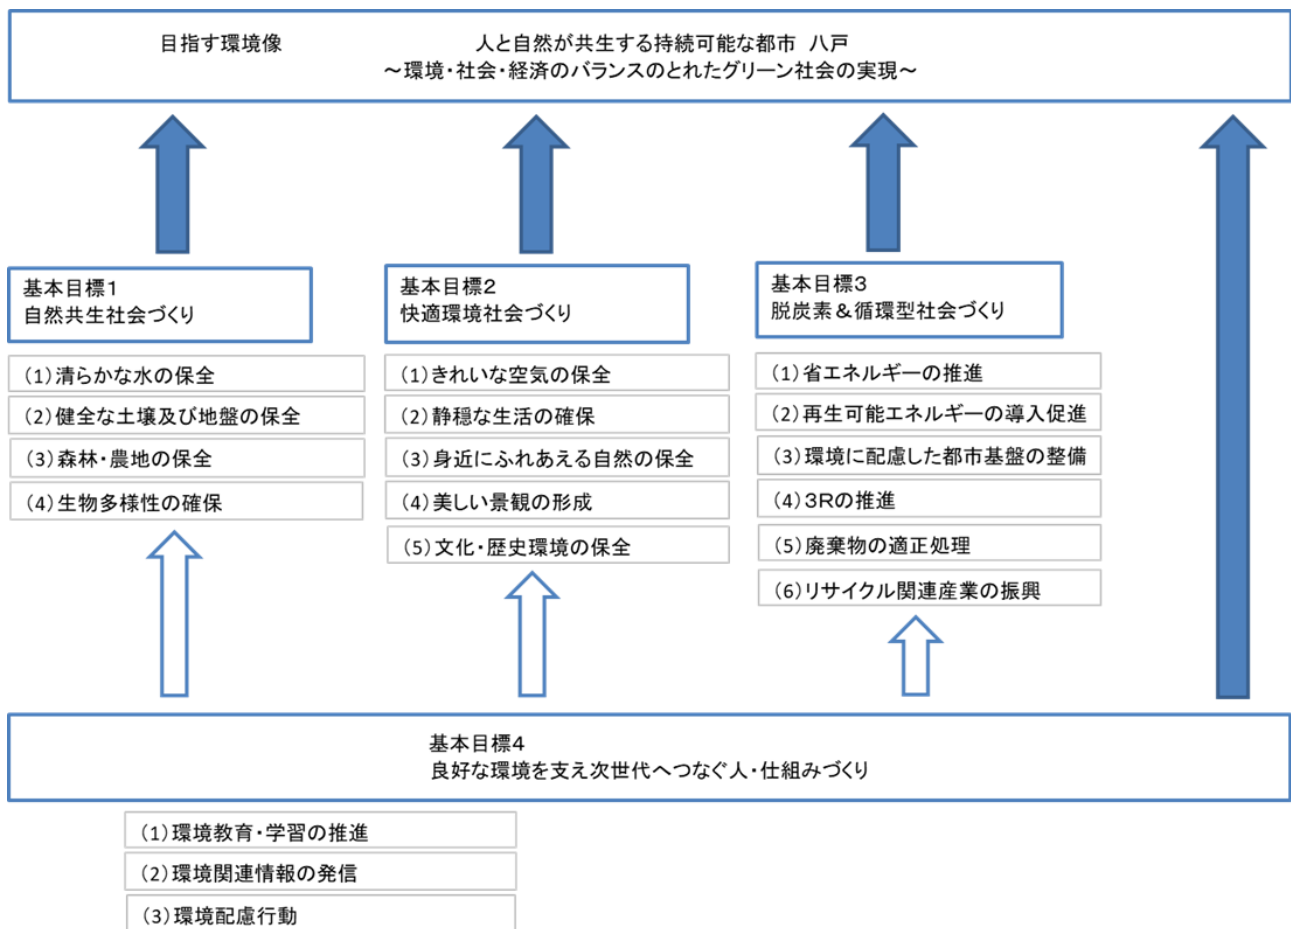 目指す環境像
人と自然が共生する持続可能な都市 八戸
～環境・社会・経済のバランスのとれたグリーン社会の実現～
基本目標1
自然共生社会づくり
(1)清らかな水の保全
(2)健全な土壌及び地盤の保全
(3)森林・農地の保全
(4)生物多様性の確保
基本目標2
快適環境社会づくり
(1)きれいな空気の保全
(2)静穏な生活の確保
(3)身近にふれあえる自然の保全
(4)美しい景観の形成
(5)文化・歴史環境の保全
基本目標3
脱炭素＆循環型社会づくり
(1)省エネルギーの推進
(2)再生可能エネルギーの導入促進
(3)環境に配慮した都市基盤の整備
(4)3Rの推進
(5)廃棄物の適正処理
(6)リサイクル関連産業の振興
基本目標4
良好な環境を支え次世代へつなぐ人・仕組みづくり
(1)環境教育・学習の推進
(2)環境関連情報の発信
(3)環境配慮行動